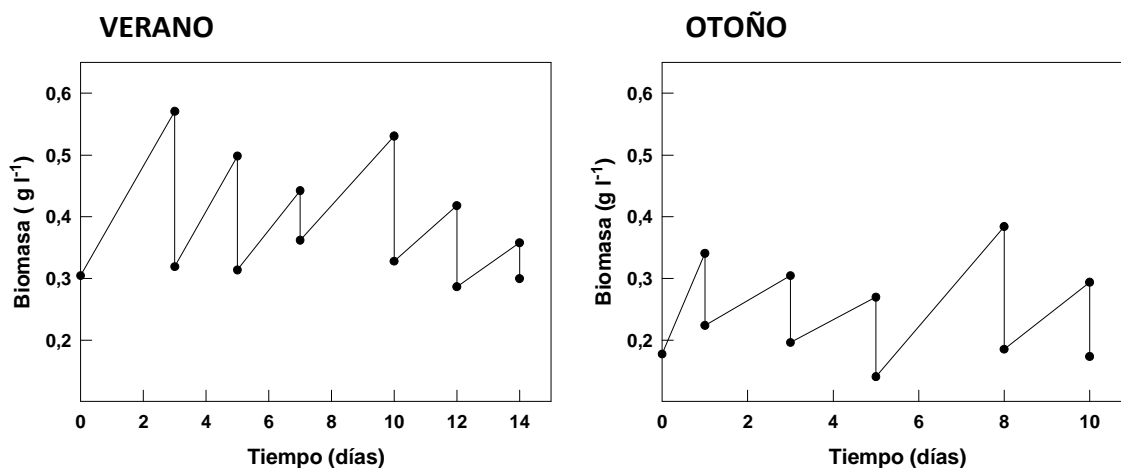 VERANO
0,6
0,5
0,4
0,3
0,2
Biomasa ( g l⁻¹)
0 2 4 6 8 10 12 14
Tiempo (días)
OTOÑO
0,6
0,5
0,4
0,3
0,2
Biomasa (g l⁻¹)
0 2 4 6 8 10
Tiempo (días)